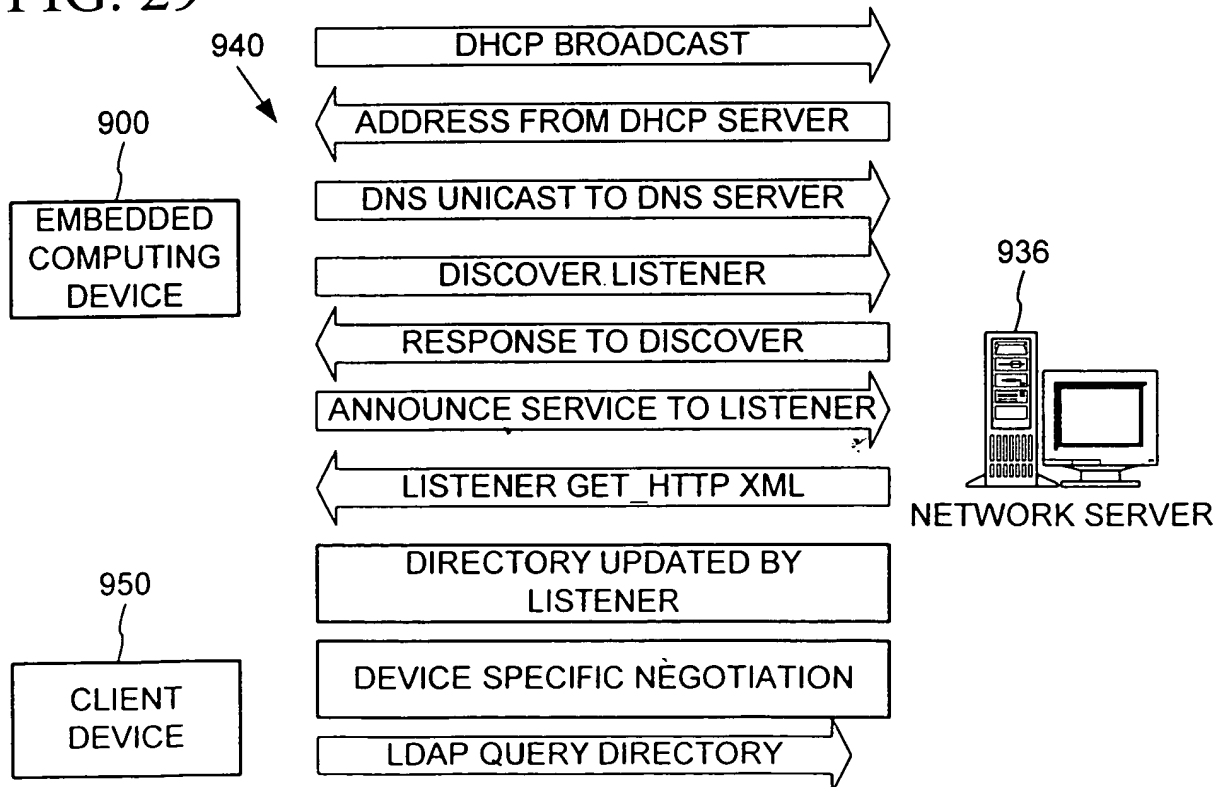 FIG. 29
940
DHCP BROADCAST
ADDRESS FROM DHCP SERVER
900
EMBEDDED
COMPUTING
DEVICE
DNS UNICAST TO DNS SERVER
DISCOVER LISTENER
936
RESPONSE TO DISCOVER
ANNOUNCE SERVICE TO LISTENER
LISTENER GET_HTTP XML
NETWORK SERVER
DIRECTORY UPDATED BY
LISTENER
950
CLIENT
DEVICE
DEVICE SPECIFIC NEGOTIATION
LDAP QUERY DIRECTORY